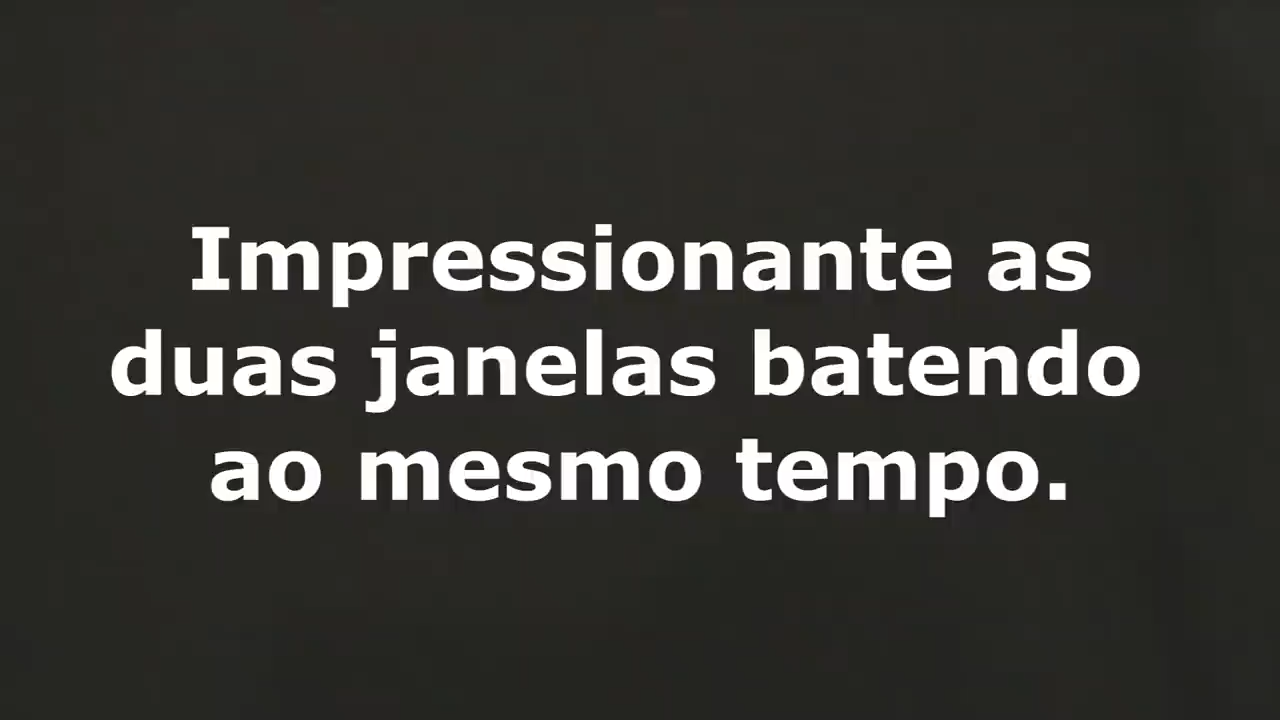 Impressionante as
duas janelas batendo
ao mesmo tempo.